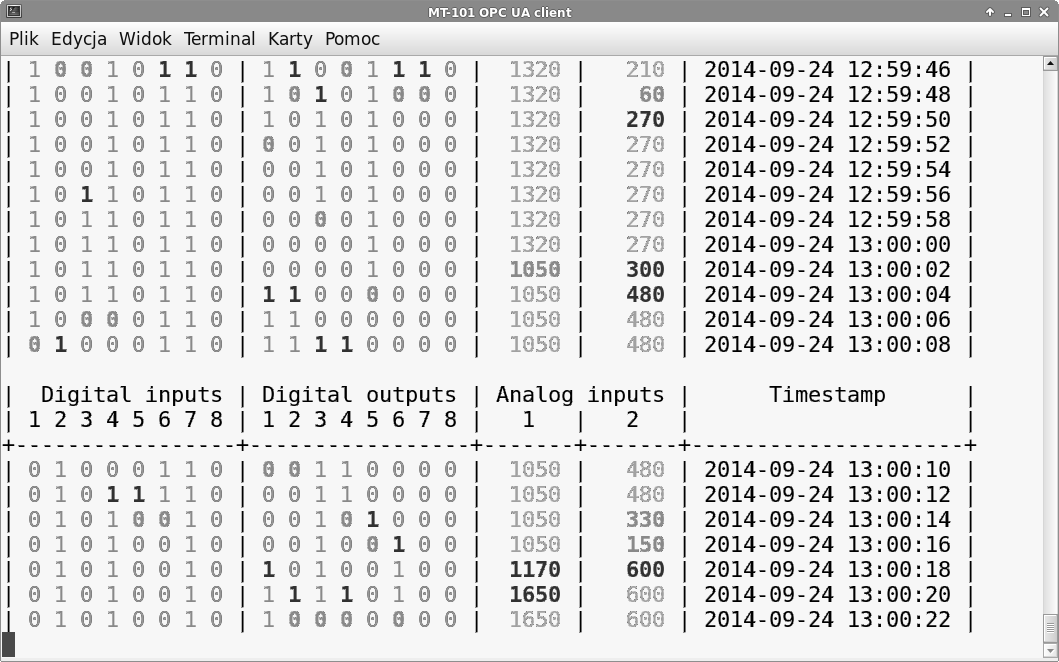 MT-101 OPC UA client
Plik Edycja Widok Terminal Karty Pomoc
| 1 0 0 1 0 1 1 0 | 1 1 0 0 1 1 1 0 | 1320 | 210 | 2014-09-24 12:59:46 |
| 1 0 0 1 0 1 1 0 | 1 0 1 0 1 0 0 0 | 1320 | 60 | 2014-09-24 12:59:48 |
| 1 0 0 1 0 1 1 0 | 1 0 1 0 1 0 0 0 | 1320 | 270 | 2014-09-24 12:59:50 |
| 1 0 0 1 0 1 1 0 | 0 0 1 0 1 0 0 0 | 1320 | 270 | 2014-09-24 12:59:52 |
| 1 0 0 1 0 1 1 0 | 0 0 1 0 1 0 0 0 | 1320 | 270 | 2014-09-24 12:59:54 |
| 1 0 1 1 0 1 1 0 | 0 0 1 0 1 0 0 0 | 1320 | 270 | 2014-09-24 12:59:56 |
| 1 0 1 1 0 1 1 0 | 0 0 0 0 1 0 0 0 | 1320 | 270 | 2014-09-24 12:59:58 |
| 1 0 1 1 0 1 1 0 | 0 0 0 0 1 0 0 0 | 1320 | 270 | 2014-09-24 13:00:00 |
| 1 0 1 1 0 1 1 0 | 0 0 0 0 1 0 0 0 | 1050 | 300 | 2014-09-24 13:00:02 |
| 1 0 1 1 0 1 1 0 | 1 1 0 0 0 0 0 0 | 1050 | 480 | 2014-09-24 13:00:04 |
| 1 0 0 0 0 1 1 0 | 1 1 0 0 0 0 0 0 | 1050 | 480 | 2014-09-24 13:00:06 |
| 0 1 0 0 0 1 1 0 | 1 1 1 1 0 0 0 0 | 1050 | 480 | 2014-09-24 13:00:08 |
| Digital inputs | Digital outputs | Analog inputs | Timestamp |
| 1 2 3 4 5 6 7 8 | 1 2 3 4 5 6 7 8 | 1 | 2 | |
+-----------------+-----------------+-------+-------+---------------------+
| 0 1 0 0 0 1 1 0 | 0 0 1 1 0 0 0 0 | 1050 | 480 | 2014-09-24 13:00:10 |
| 0 1 0 1 1 1 1 0 | 0 0 1 1 0 0 0 0 | 1050 | 480 | 2014-09-24 13:00:12 |
| 0 1 0 1 0 0 1 0 | 0 0 1 0 1 0 0 0 | 1050 | 330 | 2014-09-24 13:00:14 |
| 0 1 0 1 0 0 1 0 | 0 0 1 0 0 1 0 0 | 1050 | 150 | 2014-09-24 13:00:16 |
| 0 1 0 1 0 0 1 0 | 1 0 1 0 0 1 0 0 | 1170 | 600 | 2014-09-24 13:00:18 |
| 0 1 0 1 0 0 1 0 | 1 1 1 1 0 1 0 0 | 1650 | 600 | 2014-09-24 13:00:20 |
| 0 1 0 1 0 0 1 0 | 1 0 0 0 0 0 0 0 | 1650 | 600 | 2014-09-24 13:00:22 |